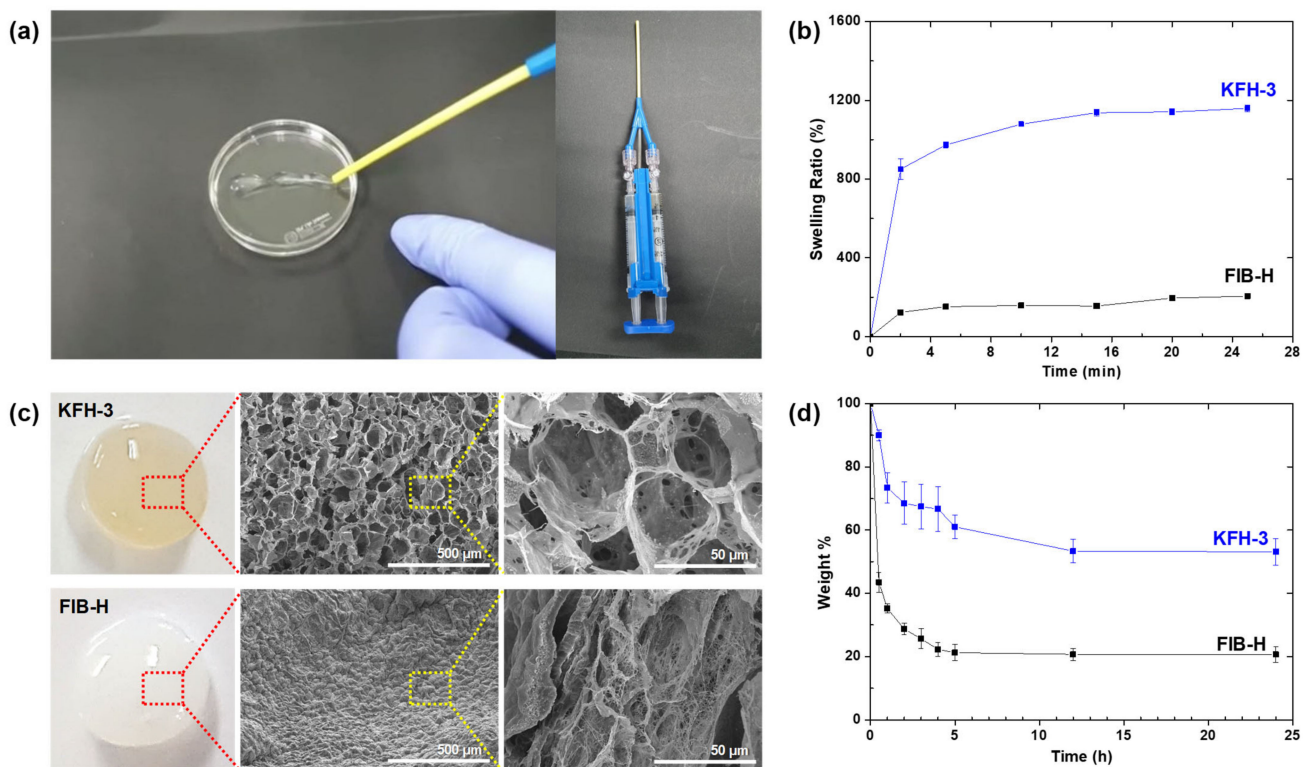 (a)
(b)
1600
1200
800
400
0
Swelling Ratio (%)
KFH-3
FIB-H
0
4
8
12
16
20
24
28
Time (min)
(c)
KFH-3
500 µm
50 µm
FIB-H
500 µm
50 µm
(d)
100
80
60
40
20
0
Weight %
KFH-3
FIB-H
0
5
10
15
20
25
Time (h)